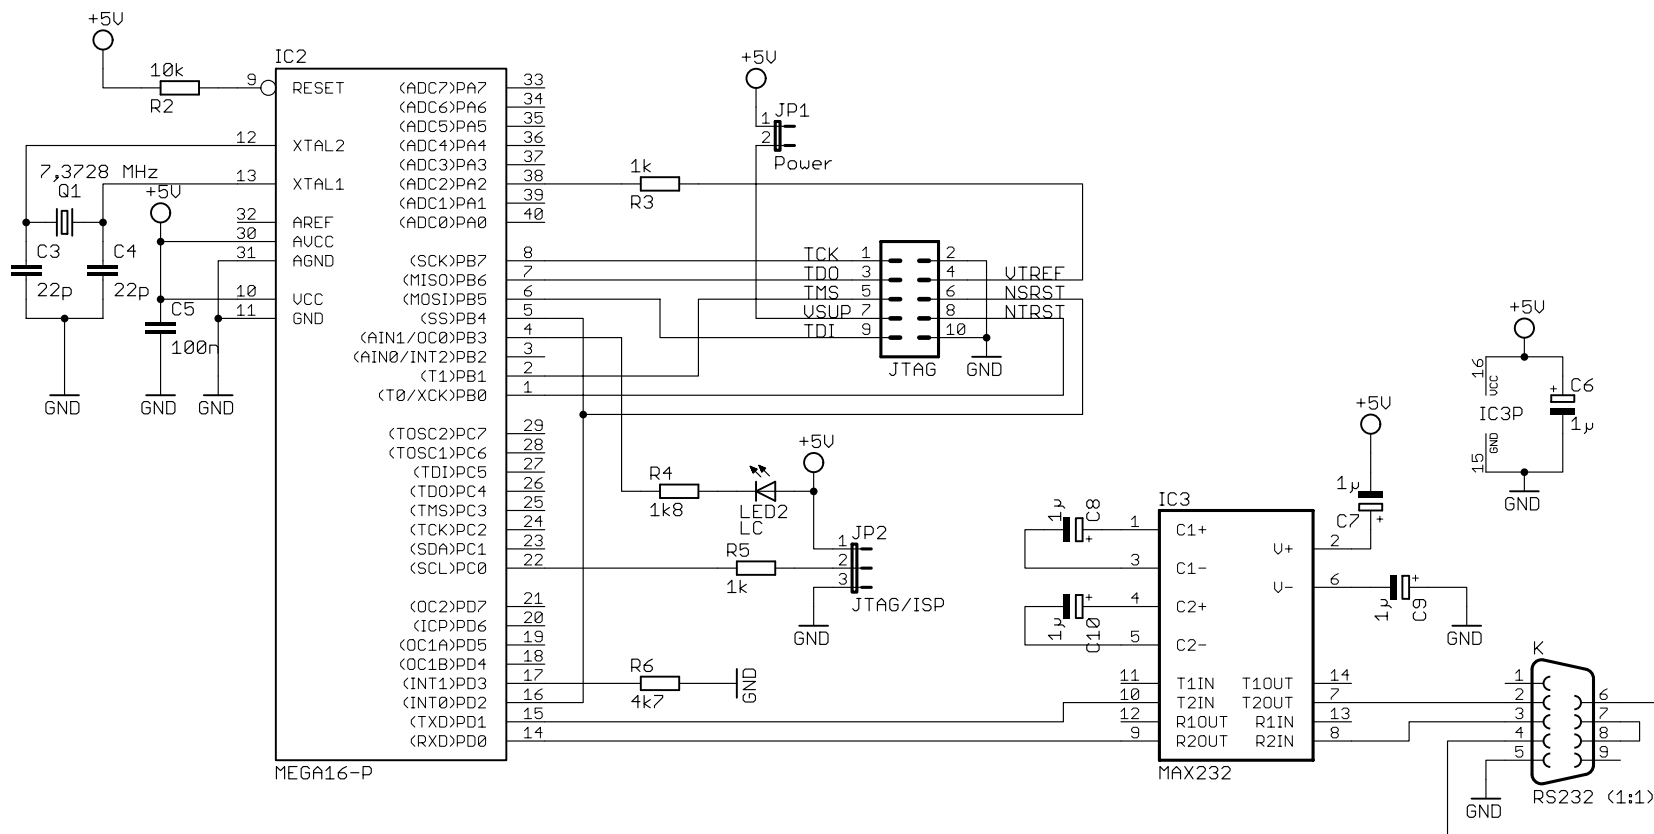 +5V
10k
R2
9
IC2
RESET
12
XTAL2
7,3728 MHz
Q1
13
XTAL1
+5V
32
AREF
30
AVCC
31
AGND
C3
22p
C4
22p
10
VCC
11
GND
C5
100n
GND
GND
GND
(ADC7)PA7 33
(ADC6)PA6 34
(ADC5)PA5 35
(ADC4)PA4 36
(ADC3)PA3 37
(ADC2)PA2 38
(ADC1)PA1 39
(ADC0)PA0 40
(SCK)PB7 8
(MISO)PB6 7
(MOSI)PB5 6
(SS)PB4 5
(AIN1/OC0)PB3 4
(AIN0/INT2)PB2 3
(T1)PB1 2
(T0/XCK)PB0 1
(TOSC2)PC7 29
(TOSC1)PC6 28
(TDI)PC5 27
(TDO)PC4 26
(TMS)PC3 25
(TCK)PC2 24
(SDA)PC1 23
(SCL)PC0 22
(OC2)PD7 21
(ICP)PD6 20
(OC1A)PD5 19
(OC1B)PD4 18
(INT1)PD3 17
(INT0)PD2 16
(TXD)PD1 15
(RXD)PD0 14
MEGA16-P
+5V
JP1
1
2
Power
1k
R3
TCK 1
2
TDO 3
4 VTREF
TMS 5
6 NSRST
VSUP 7
8 NTRST
TDI 9
10
JTAG
GND
+5V
R4
1k8
LED2
LC
JP2
1
2
3
JTAG/ISP
R5
1k
GND
R6
4k7
GND
+5V
16
VCC
IC3P
GND
15
C6
1µ
GND
+5V
1µ
C7
IC3
1µ
C8
1 C1+
3 C1-
4 C2+
5 C2-
1µ
C10
V+ 2
V- 6
1µ
C9
GND
11 T1IN T1OUT 14
10 T2IN T2OUT 7
12 R1OUT R1IN 13
9 R2OUT R2IN 8
MAX232
K
1
2
3
4
5
6
7
8
9
GND
RS232 (1:1)